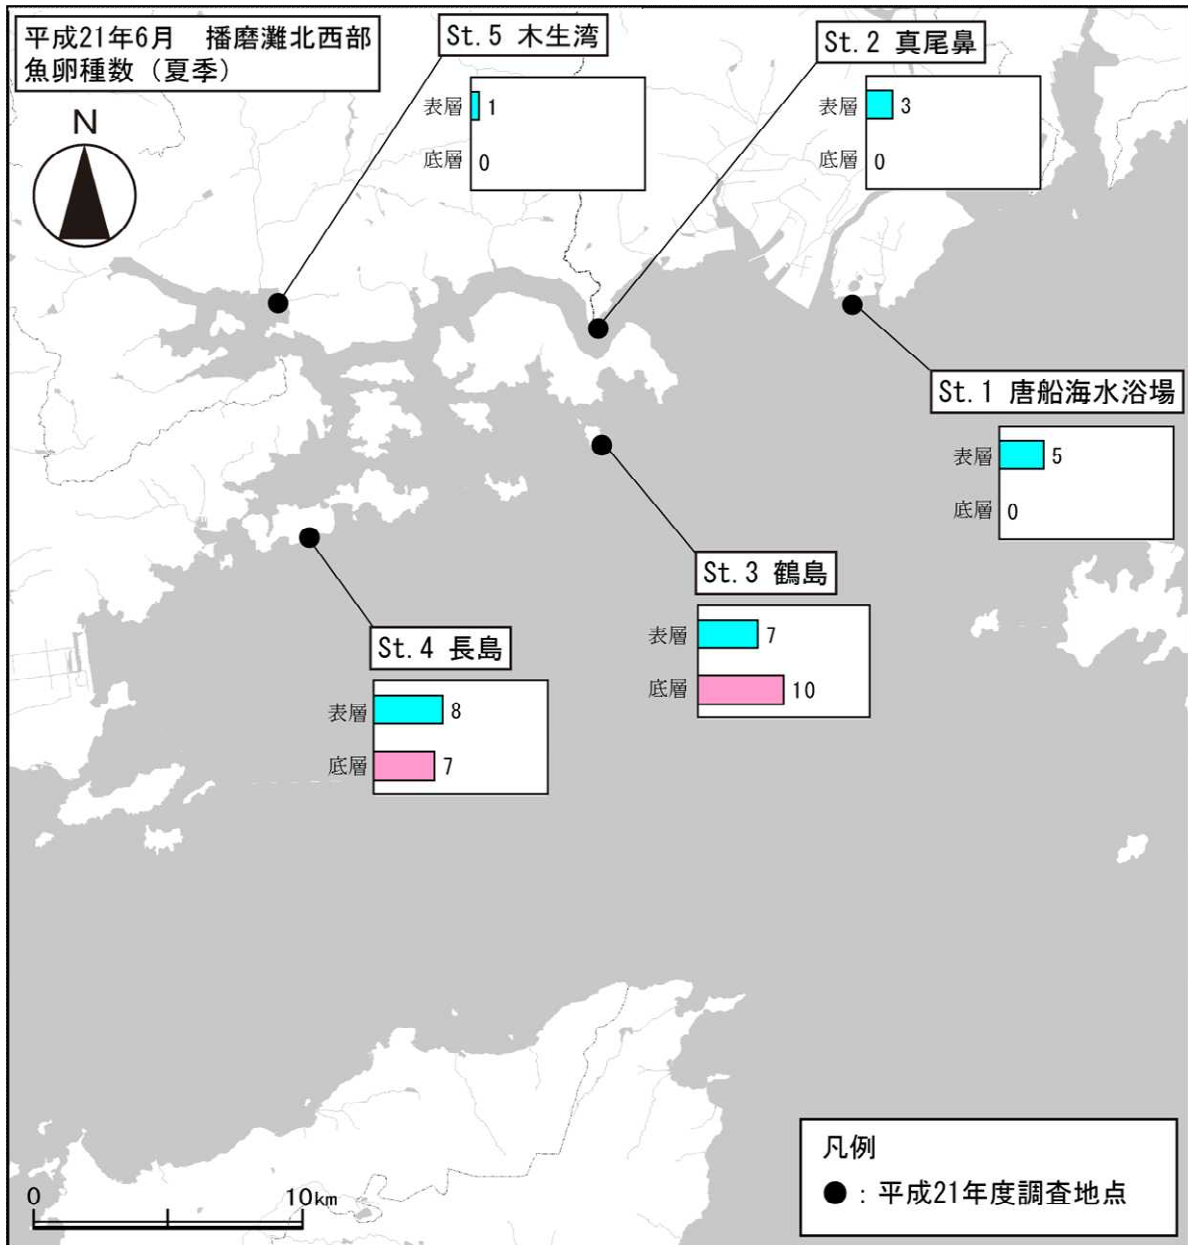 平成21年6月　播磨灘北西部
魚卵種数（夏季）
N
St.5 木生湾
表層 1
底層 0
St.2 真尾鼻
表層 3
底層 0
St.1 唐船海水浴場
表層 5
底層 0
St.3 鶴島
表層 7
底層 10
St.4 長島
表層 8
底層 7
0 10km
凡例
●：平成21年度調査地点